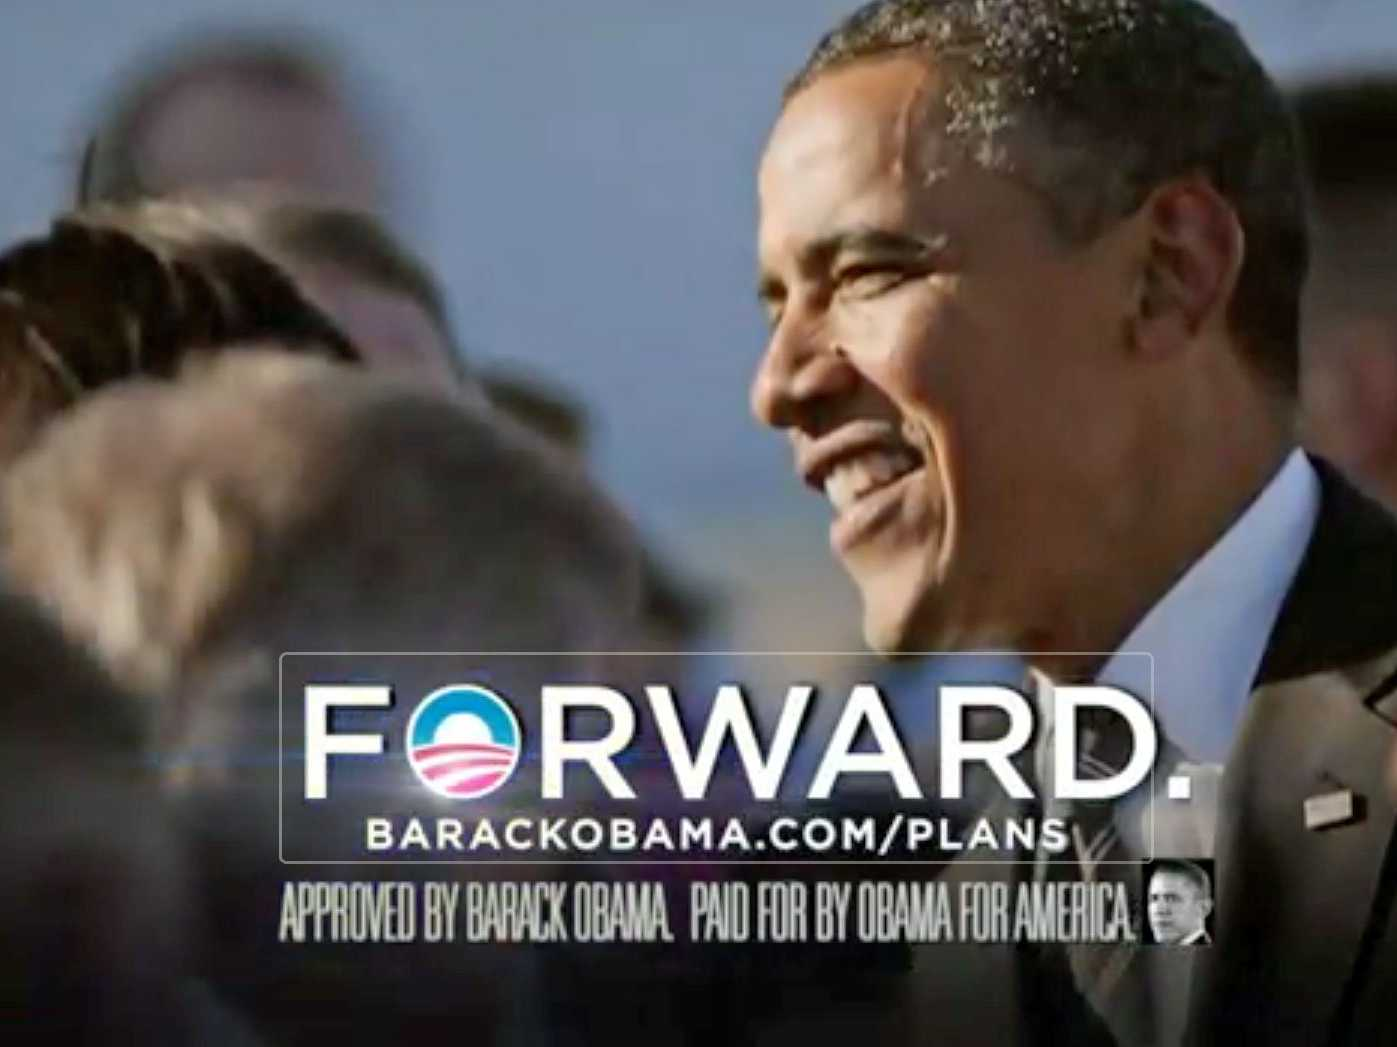 FORWARD.
BARACKOBAMA.COM/PLANS
APPROVED BY BARACK OBAMA. PAID FOR BY OBAMA FOR AMERICA.